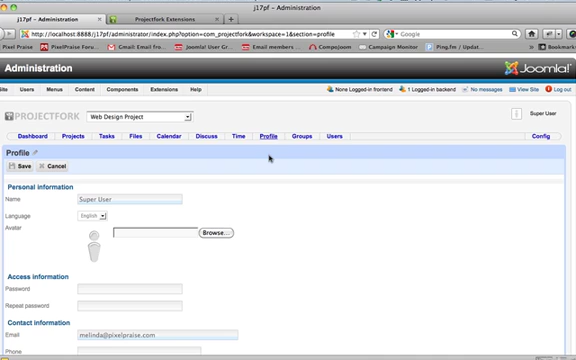 j17pf - Administration
j17pf - Administration
Projectfork Extensions
+
http://localhost:8888/j17pf/administrator/index.php?option=com_projectfork&workspace=1&section=profile
Google
Pixel Praise
PixelPraise Forum
Gmail: Email fro...
Joomla! User Gr...
Email members ...
CompeJoom
Campaign Monitor
Ping.fm / Updat...
Bookmarks
Administration
Joomla!
Site
Users
Menus
Content
Components
Extensions
Help
None Logged-in frontend
1 Logged-in backend
No messages
View Site
Log out
PROJECTFORK
Web Design Project
Super User
Dashboard
Projects
Tasks
Files
Calendar
Discuss
Time
Profile
Groups
Users
Config
Profile
Save
Cancel
Personal information
Name
Super User
Language
English
Avatar
Browse...
Access information
Password
Repeat password
Contact information
Email
melinda@pixelpraise.com
Phone